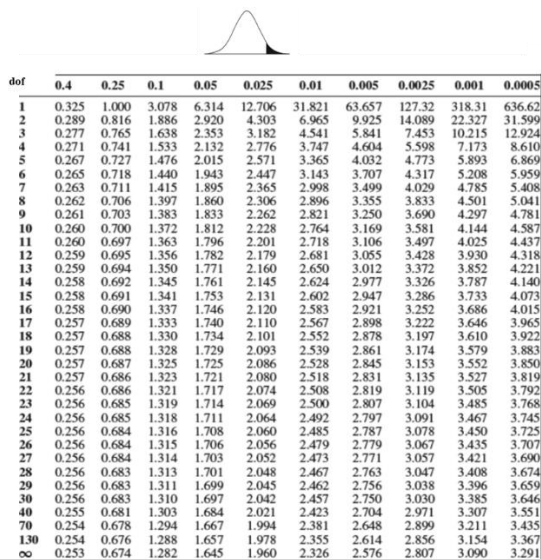 dof 0.4 0.25 0.1 0.05 0.025 0.01 0.005 0.0025 0.001 0.0005
1 0.325 1.000 3.078 6.314 12.706 31.821 63.657 127.32 318.31 636.62
2 0.289 0.816 1.886 2.920 4.303 6.965 9.925 14.089 22.327 31.599
3 0.277 0.765 1.638 2.353 3.182 4.541 5.841 7.453 10.215 12.924
4 0.271 0.741 1.533 2.132 2.776 3.747 4.604 5.598 7.173 8.610
5 0.267 0.727 1.476 2.015 2.571 3.365 4.032 4.773 5.893 6.869
6 0.265 0.718 1.440 1.943 2.447 3.143 3.707 4.317 5.208 5.959
7 0.263 0.711 1.415 1.895 2.365 2.998 3.499 4.029 4.785 5.408
8 0.262 0.706 1.397 1.860 2.306 2.896 3.355 3.833 4.501 5.041
9 0.261 0.703 1.383 1.833 2.262 2.821 3.250 3.690 4.297 4.781
10 0.260 0.700 1.372 1.812 2.228 2.764 3.169 3.581 4.144 4.587
11 0.260 0.697 1.363 1.796 2.201 2.718 3.106 3.497 4.025 4.437
12 0.259 0.695 1.356 1.782 2.179 2.681 3.055 3.428 3.930 4.318
13 0.259 0.694 1.350 1.771 2.160 2.650 3.012 3.372 3.852 4.221
14 0.258 0.692 1.345 1.761 2.145 2.624 2.977 3.326 3.787 4.140
15 0.258 0.691 1.341 1.753 2.131 2.602 2.947 3.286 3.733 4.073
16 0.258 0.690 1.337 1.746 2.120 2.583 2.921 3.252 3.686 4.015
17 0.257 0.689 1.333 1.740 2.110 2.567 2.898 3.222 3.646 3.965
18 0.257 0.688 1.330 1.734 2.101 2.552 2.878 3.197 3.610 3.922
19 0.257 0.688 1.328 1.729 2.093 2.539 2.861 3.174 3.579 3.883
20 0.257 0.687 1.325 1.725 2.086 2.528 2.845 3.153 3.552 3.850
21 0.257 0.686 1.323 1.721 2.080 2.518 2.831 3.135 3.527 3.819
22 0.256 0.686 1.321 1.717 2.074 2.508 2.819 3.119 3.505 3.792
23 0.256 0.685 1.319 1.714 2.069 2.500 2.807 3.104 3.485 3.768
24 0.256 0.685 1.318 1.711 2.064 2.492 2.797 3.091 3.467 3.745
25 0.256 0.684 1.316 1.708 2.060 2.485 2.787 3.078 3.450 3.725
26 0.256 0.684 1.315 1.706 2.056 2.479 2.779 3.067 3.435 3.707
27 0.256 0.684 1.314 1.703 2.052 2.473 2.771 3.057 3.421 3.690
28 0.256 0.683 1.313 1.701 2.048 2.467 2.763 3.047 3.408 3.674
29 0.256 0.683 1.311 1.699 2.045 2.462 2.756 3.038 3.396 3.659
30 0.256 0.683 1.310 1.697 2.042 2.457 2.750 3.030 3.385 3.646
40 0.255 0.681 1.303 1.684 2.021 2.423 2.704 2.971 3.307 3.551
70 0.254 0.678 1.294 1.667 1.994 2.381 2.648 2.899 3.211 3.435
130 0.254 0.676 1.288 1.657 1.978 2.355 2.614 2.856 3.154 3.367
∞ 0.253 0.674 1.282 1.645 1.960 2.326 2.576 2.807 3.090 3.291